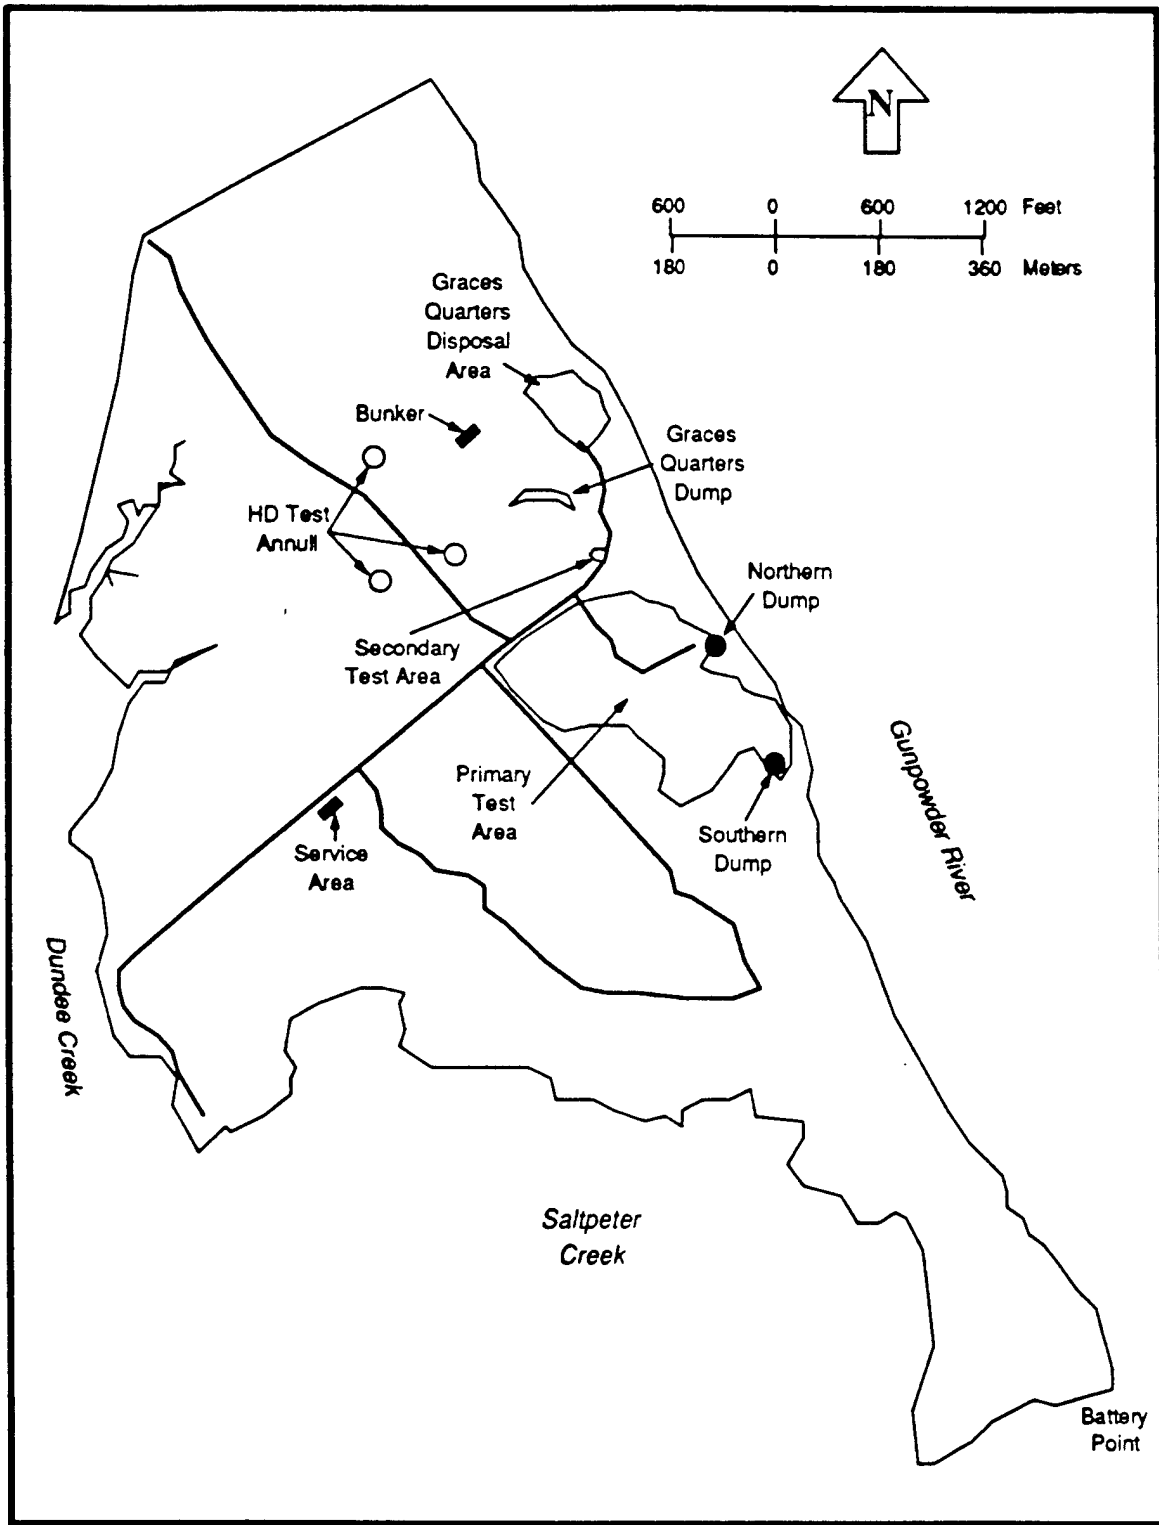 N
600 0 600 1200 Feet
180 0 180 360 Meters
Graces
Quarters
Disposal
Area
Bunker
Graces
Quarters
Dump
HD Test
Annuli
Northern
Dump
Secondary
Test Area
Primary
Test
Area
Southern
Dump
Service
Area
Gunpowder River
Dundee Creek
Saltpeter
Creek
Battery
Point